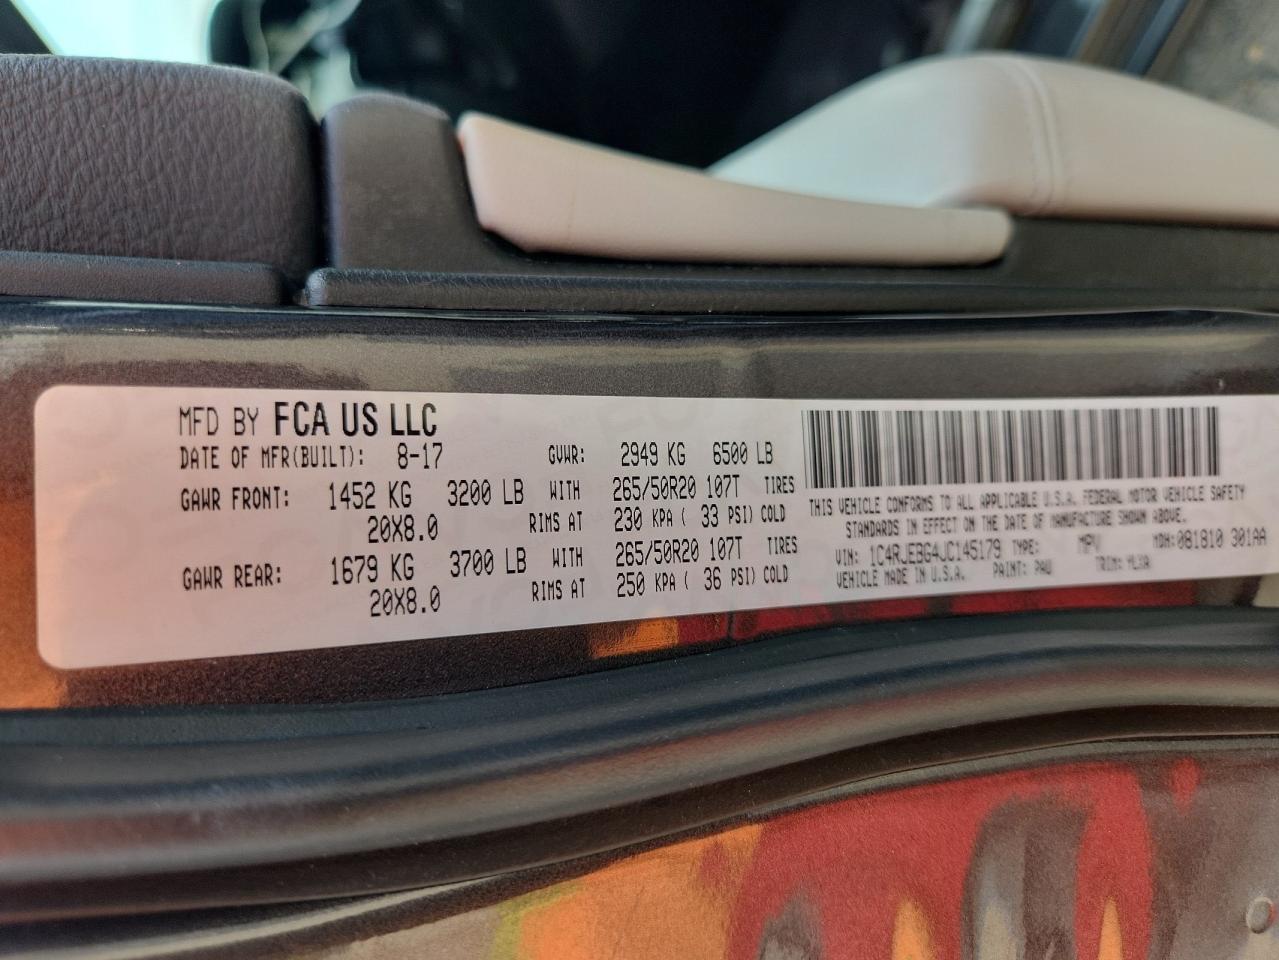 MFD BY FCA US LLC
DATE OF MFR(BUILT): 8-17 GVWR: 2949 KG 6500 LB
GAWR FRONT: 1452 KG 3200 LB WITH 265/50R20 107T TIRES
20X8.0 RIMS AT 230 KPA ( 33 PSI) COLD
GAWR REAR: 1679 KG 3700 LB WITH 265/50R20 107T TIRES
20X8.0 RIMS AT 250 KPA ( 36 PSI) COLD
THIS VEHICLE CONFORMS TO ALL APPLICABLE U.S.A. FEDERAL MOTOR VEHICLE SAFETY
STANDARDS IN EFFECT ON THE DATE OF MANUFACTURE SHOWN ABOVE.
VIN: 1C4RJEBG4JC145179 TYPE: MPV MDH: 081810 301AA
VEHICLE MADE IN U.S.A. PAINT: PAU TRIM: